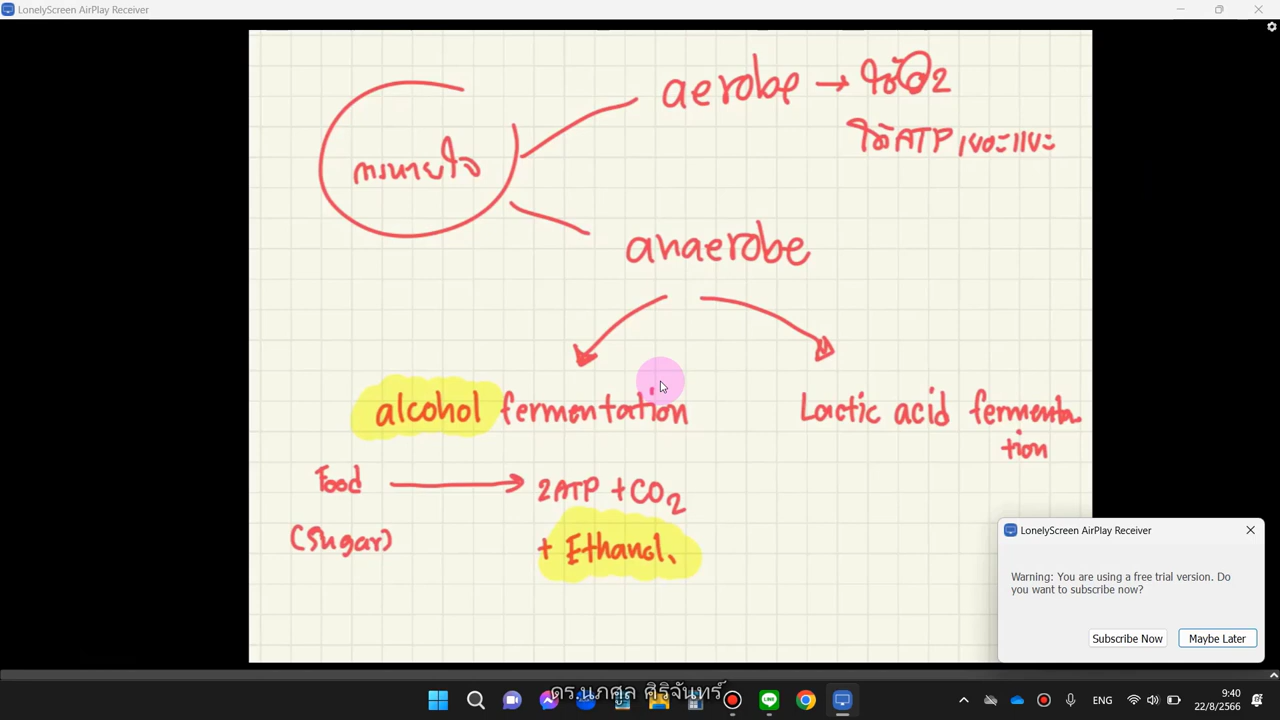 LonelyScreen AirPlay Receiver
aerobe → ใช้O2
ได้ATP เยอะแยะ
การหายใจ
anaerobe
alcohol fermentation
Lactic acid fermenta
tion
Food
2ATP + CO2
(sugar)
+ Ethanol
LonelyScreen AirPlay Receiver
Warning: You are using a free trial version. Do
you want to subscribe now?
Subscribe Now
Maybe Later
ดร.นภศูล ศิริจันทร์
ENG
9:40
22/8/2566